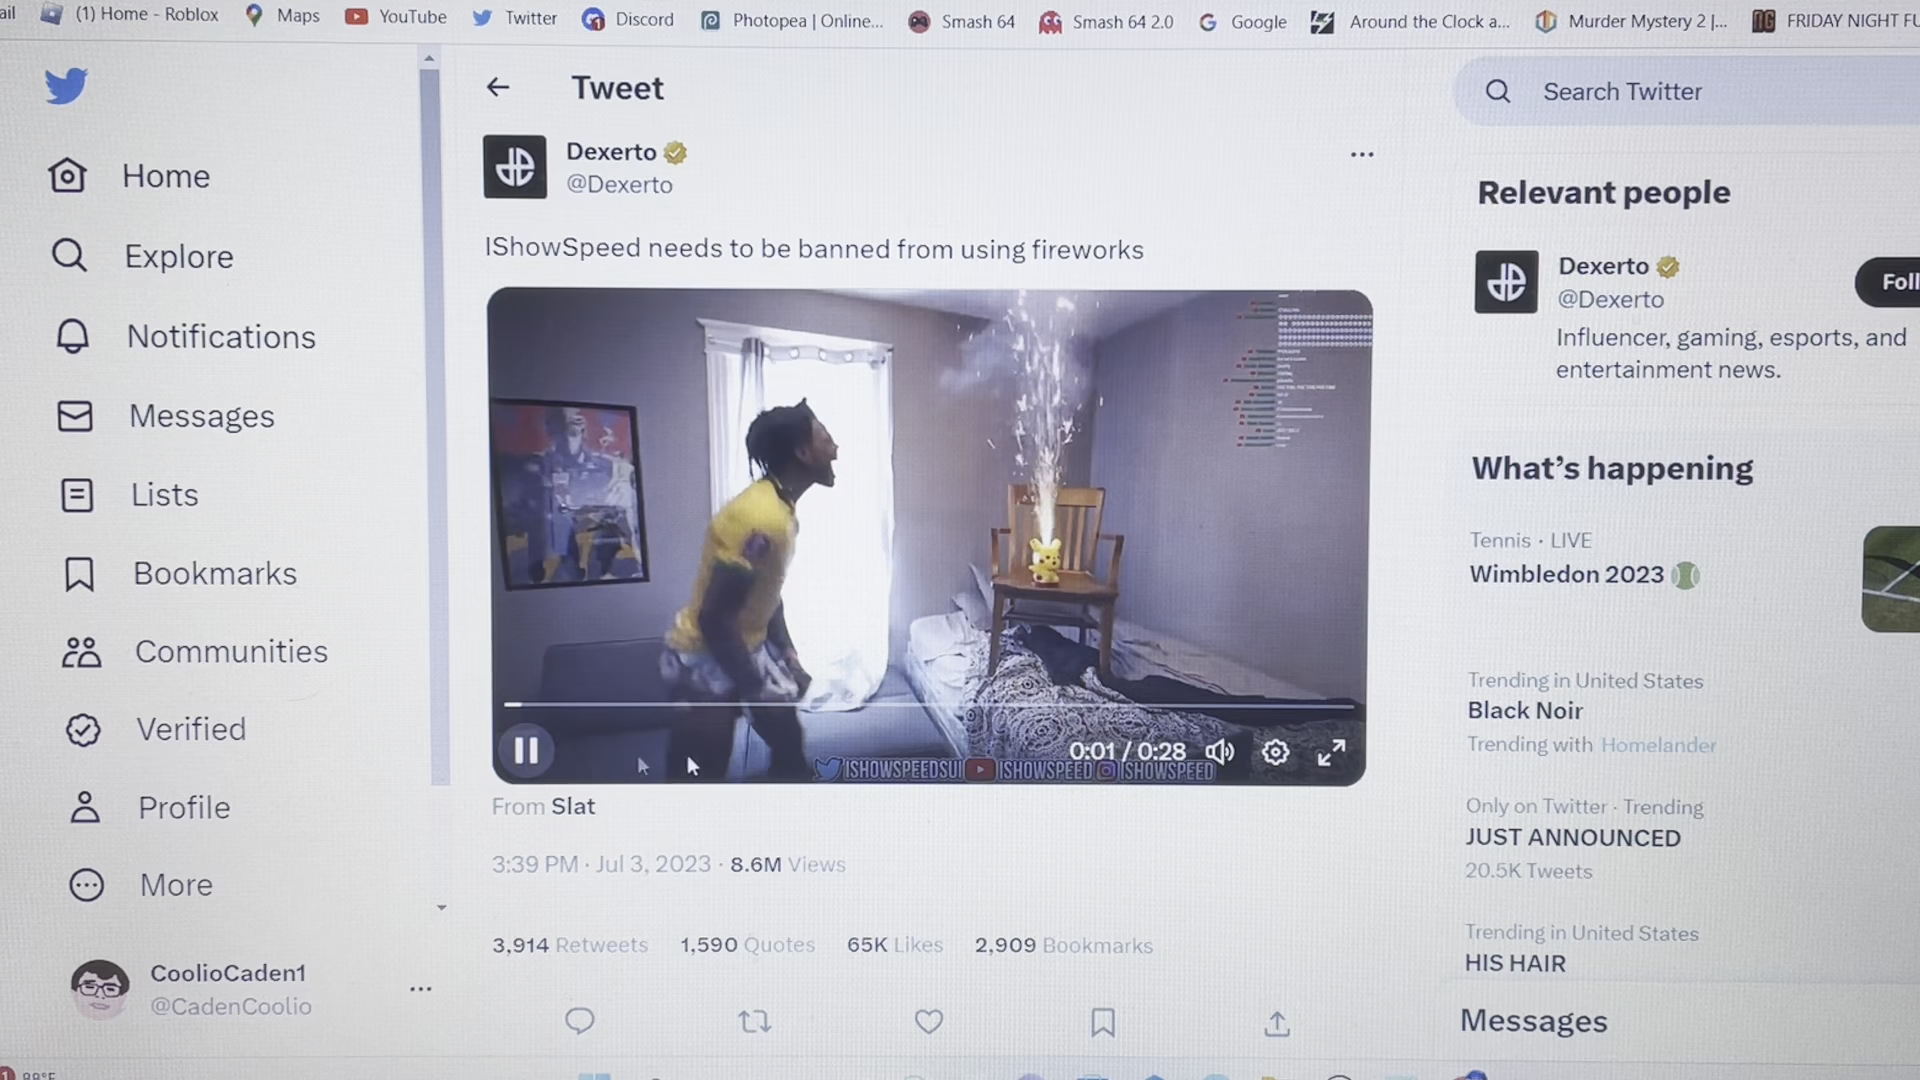 ail
(1) Home - Roblox
Maps
YouTube
Twitter
Discord
Photopea | Online...
Smash 64
Smash 64 2.0
Google
Around the Clock a...
Murder Mystery 2 |...
FRIDAY NIGHT FU
Home
Explore
Notifications
Messages
Lists
Bookmarks
Communities
Verified
Profile
More
CoolioCaden1
@CadenCoolio
Tweet
Dexerto
@Dexerto
IShowSpeed needs to be banned from using fireworks
0:01 / 0:28
ISHOWSPEEDSUI
ISHOWSPEED
ISHOWSPEED
From Slat
3:39 PM · Jul 3, 2023 · 8.6M Views
3,914 Retweets 1,590 Quotes 65K Likes 2,909 Bookmarks
Search Twitter
Relevant people
Dexerto
@Dexerto
Foll
Influencer, gaming, esports, and
entertainment news.
What's happening
Tennis · LIVE
Wimbledon 2023
Trending in United States
Black Noir
Trending with Homelander
Only on Twitter · Trending
JUST ANNOUNCED
20.5K Tweets
Trending in United States
HIS HAIR
Messages